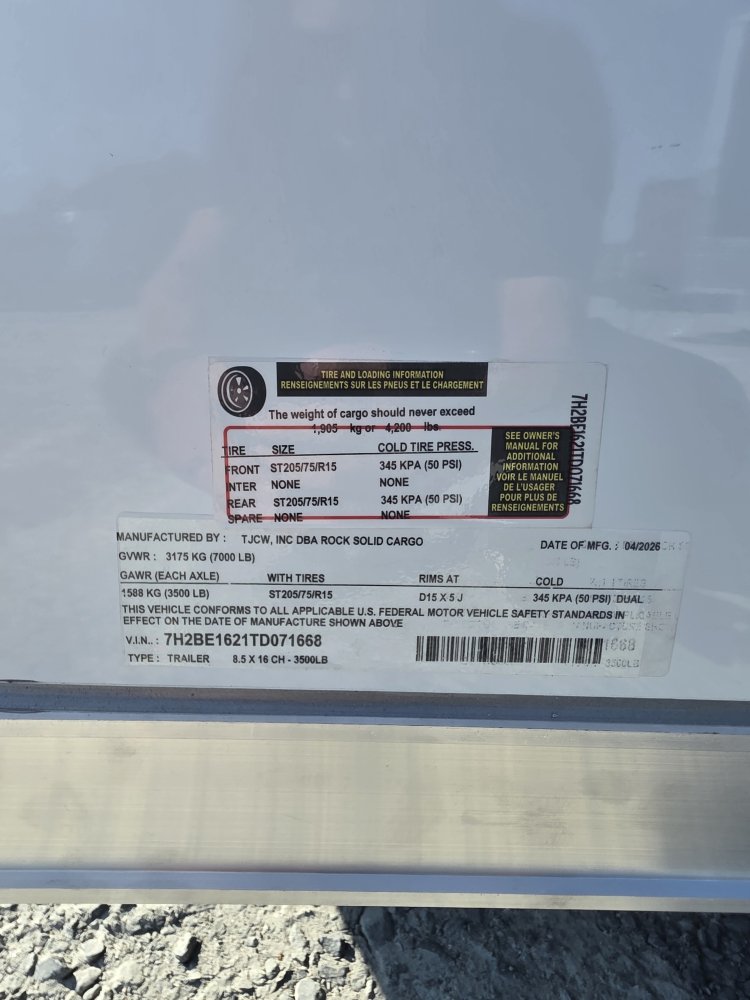 TIRE AND LOADING INFORMATION
RENSEIGNEMENTS SUR LES PNEUS ET LE CHARGEMENT
The weight of cargo should never exceed
1,905 kg or 4,200 lbs.
TIRE SIZE COLD TIRE PRESS.
FRONT ST205/75/R15 345 KPA (50 PSI)
INTER NONE NONE
REAR ST205/75/R15 345 KPA (50 PSI)
SPARE NONE NONE
SEE OWNER'S
MANUAL FOR
ADDITIONAL
INFORMATION
VOIR LE MANUEL
DE L'USAGER
POUR PLUS DE
RENSEIGNEMENTS
7H2BE1621TD071668
MANUFACTURED BY : TJCW, INC DBA ROCK SOLID CARGO DATE OF MFG. : 04/2026
GVWR : 3175 KG (7000 LB)
GAWR (EACH AXLE) WITH TIRES RIMS AT COLD
1588 KG (3500 LB) ST205/75/R15 D15 X 5 J 345 KPA (50 PSI) DUAL
THIS VEHICLE CONFORMS TO ALL APPLICABLE U.S. FEDERAL MOTOR VEHICLE SAFETY STANDARDS IN
EFFECT ON THE DATE OF MANUFACTURE SHOWN ABOVE
V.I.N.. : 7H2BE1621TD071668 1668
TYPE : TRAILER 8.5 X 16 CH - 3500LB 3500LB